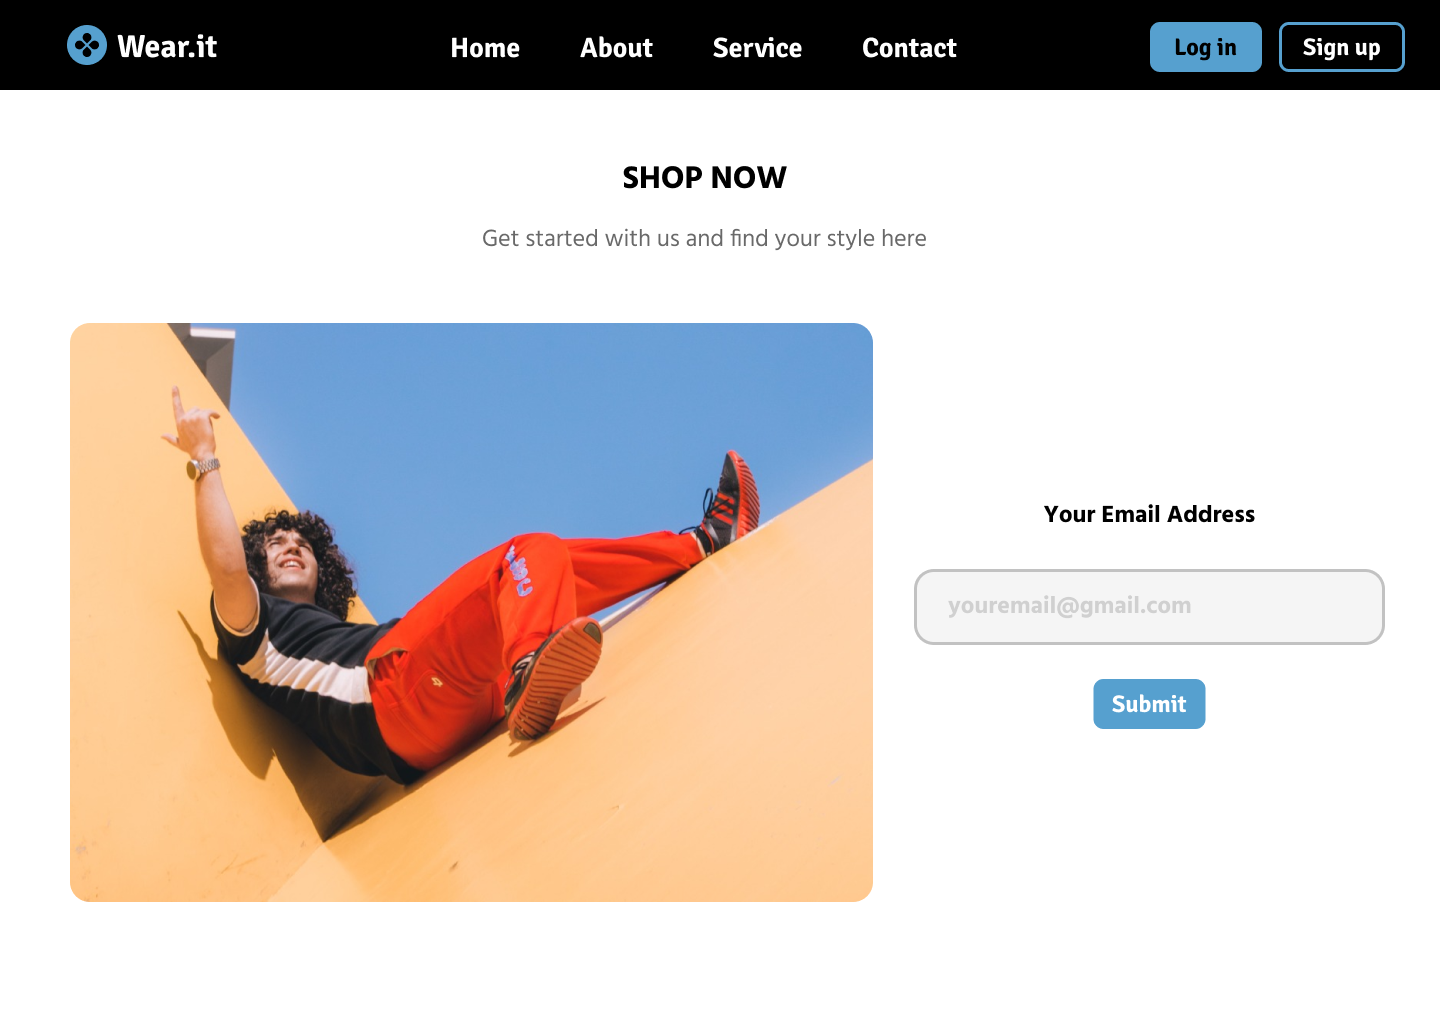 Wear.it
Home About Service Contact
Log in Sign up
SHOP NOW
Get started with us and find your style here
Your Email Address
youremail@gmail.com
Submit